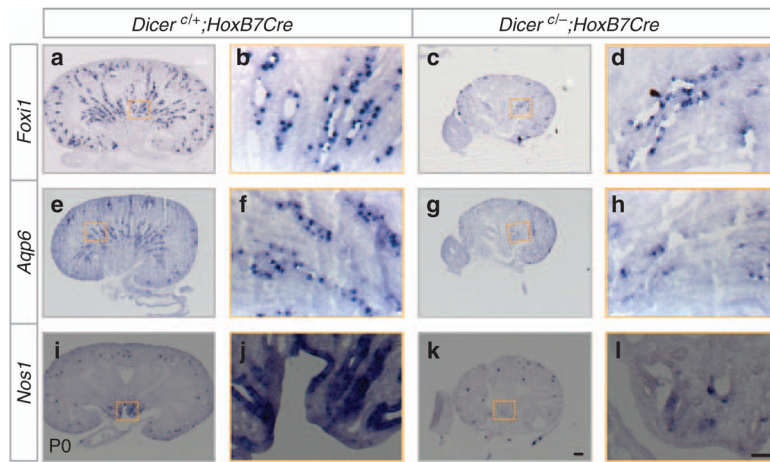 Dicer c/+;HoxB7Cre
Dicer c/–;HoxB7Cre
Foxi1
a
b
c
d
Aqp6
e
f
g
h
Nos1
i
j
k
l
P0